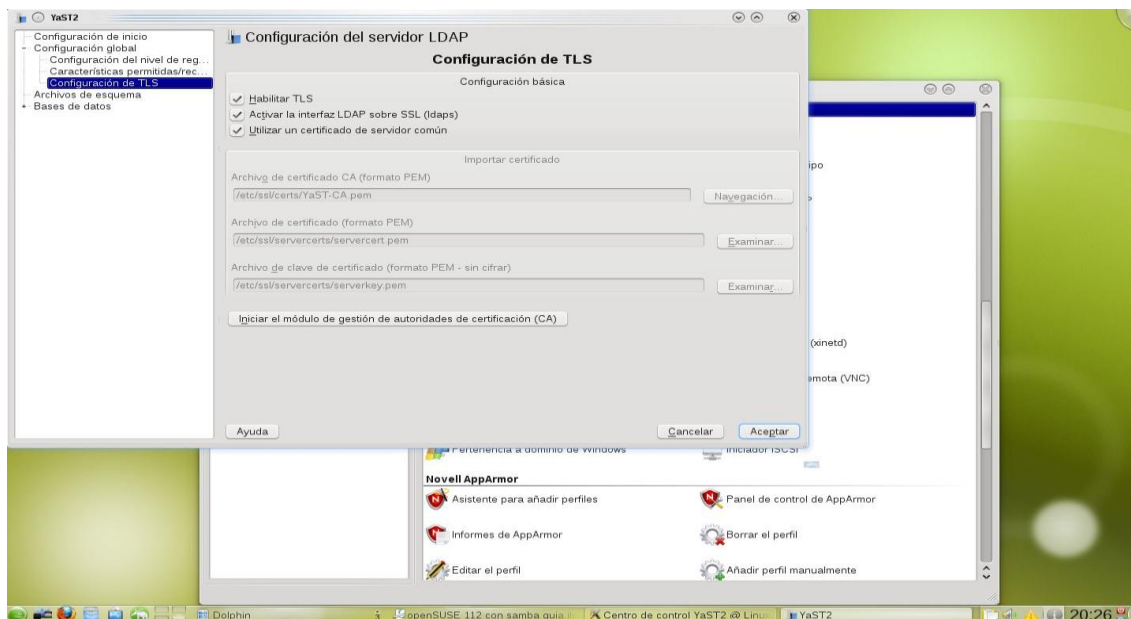 YaST2
Configuración de inicio
Configuración global
Configuración del nivel de reg...
Características permitidas/rec...
Configuración de TLS
Archivos de esquema
Bases de datos
Configuración del servidor LDAP
Configuración de TLS
Configuración básica
Habilitar TLS
Activar la interfaz LDAP sobre SSL (ldaps)
Utilizar un certificado de servidor común
Importar certificado
Archivo de certificado CA (formato PEM)
/etc/ssl/certs/YaST-CA.pem
Navegación...
Archivo de certificado (formato PEM)
/etc/ssl/servercerts/servercert.pem
Examinar...
Archivo de clave de certificado (formato PEM - sin cifrar)
/etc/ssl/servercerts/serverkey.pem
Examinar...
Iniciar el módulo de gestión de autoridades de certificación (CA)
Ayuda
Cancelar
Aceptar
ipo
(xinetd)
emota (VNC)
Pertenencia a dominio de Windows
Iniciador iSCSI
Novell AppArmor
Asistente para añadir perfiles
Panel de control de AppArmor
Informes de AppArmor
Borrar el perfil
Editar el perfil
Añadir perfil manualmente
Dolphin
openSUSE 112 con samba guia
Centro de control YaST2 @ Linu
YaST2
20:26